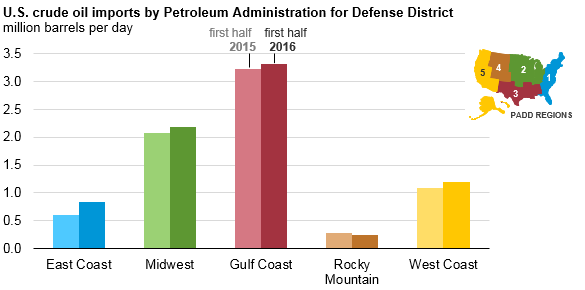 U.S. crude oil imports by Petroleum Administration for Defense District
million barrels per day
first half first half
2015 2016
3.5
3.0
2.5
2.0
1.5
1.0
0.5
0.0
East Coast Midwest Gulf Coast Rocky Mountain West Coast
5 4 2 1
3
PADD REGIONS